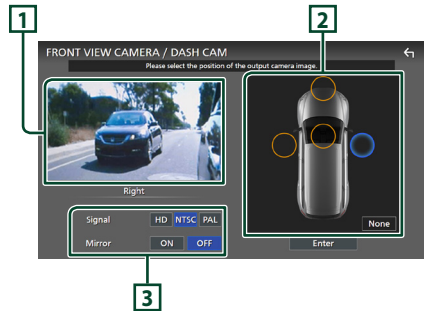 1
2
FRONT VIEW CAMERA / DASH CAM
Please select the position of the output camera image.
Right
Signal HD NTSC PAL
Mirror ON OFF
None
Enter
3